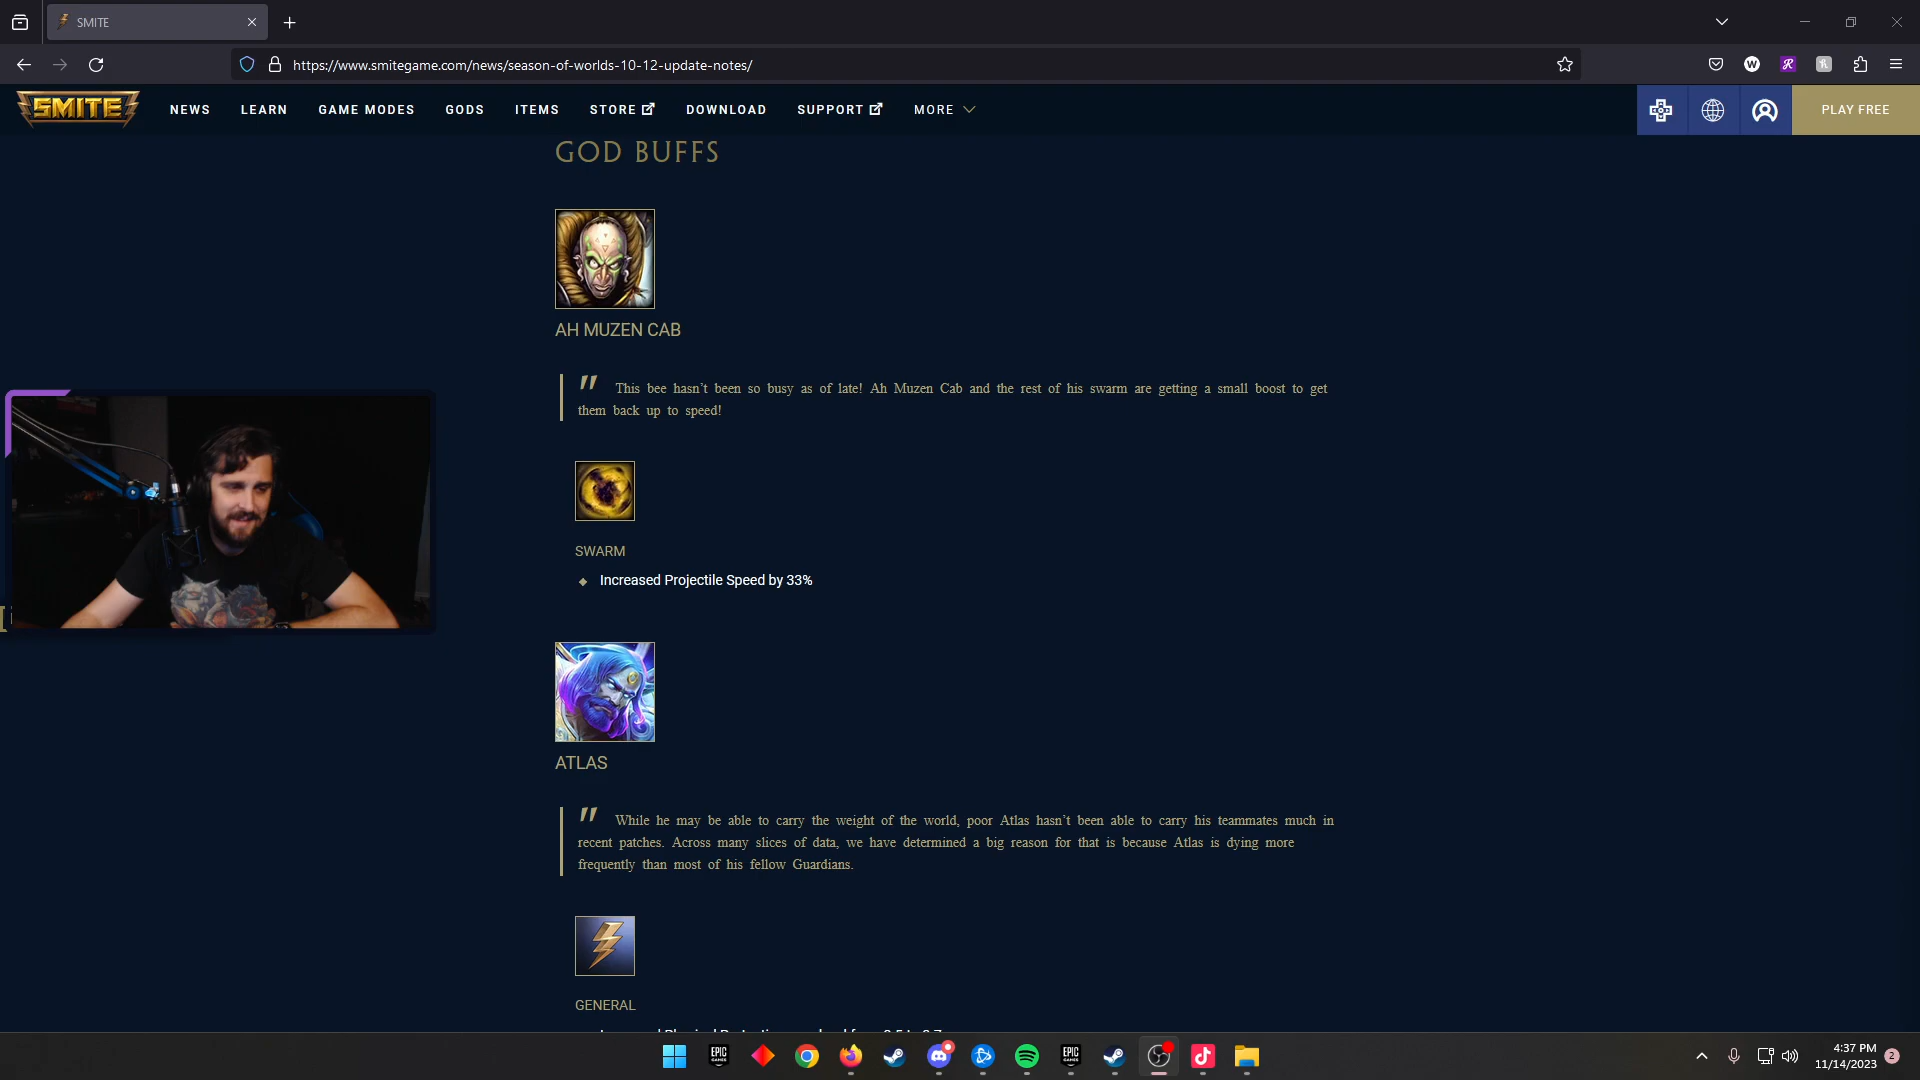 SMITE
https://www.smitegame.com/news/season-of-worlds-10-12-update-notes/
SMITE NEWS LEARN GAME MODES GODS ITEMS STORE DOWNLOAD SUPPORT MORE PLAY FREE
GOD BUFFS
AH MUZEN CAB
" This bee hasn't been so busy as of late! Ah Muzen Cab and the rest of his swarm are getting a small boost to get
them back up to speed!
SWARM
Increased Projectile Speed by 33%
ATLAS
" While he may be able to carry the weight of the world, poor Atlas hasn't been able to carry his teammates much in
recent patches. Across many slices of data, we have determined a big reason for that is because Atlas is dying more
frequently than most of his fellow Guardians.
GENERAL
EPIC GAMES
EPIC GAMES
4:37 PM
11/14/2023
2